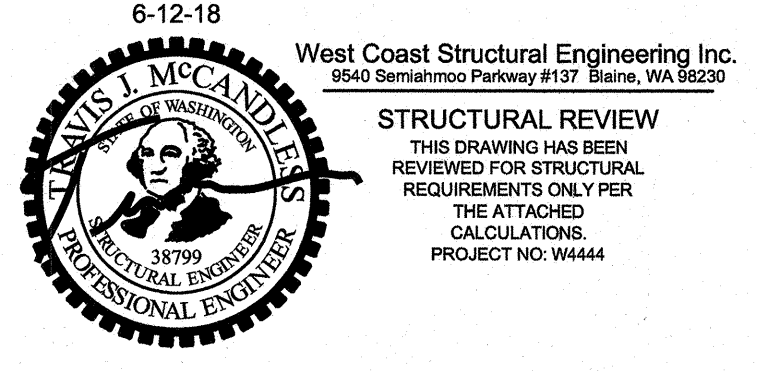 6-12-18
TRAVIS J. McCANDLESS
STATE OF WASHINGTON
38799
STRUCTURAL ENGINEER
PROFESSIONAL ENGINEER
West Coast Structural Engineering Inc.
9540 Semiahmoo Parkway #137 Blaine, WA 98230
STRUCTURAL REVIEW
THIS DRAWING HAS BEEN
REVIEWED FOR STRUCTURAL
REQUIREMENTS ONLY PER
THE ATTACHED
CALCULATIONS.
PROJECT NO: W4444